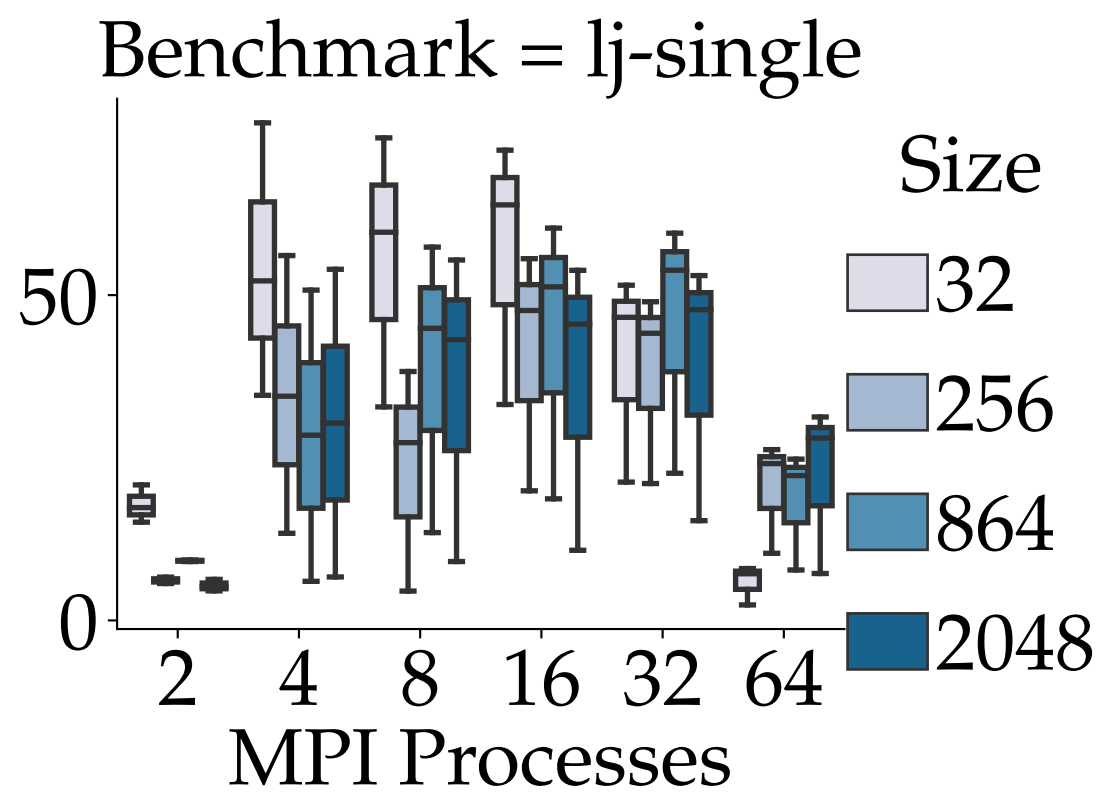 Benchmark = lj-single
50
0
2 4 8 16 32 64
MPI Processes
Size
32
256
864
2048